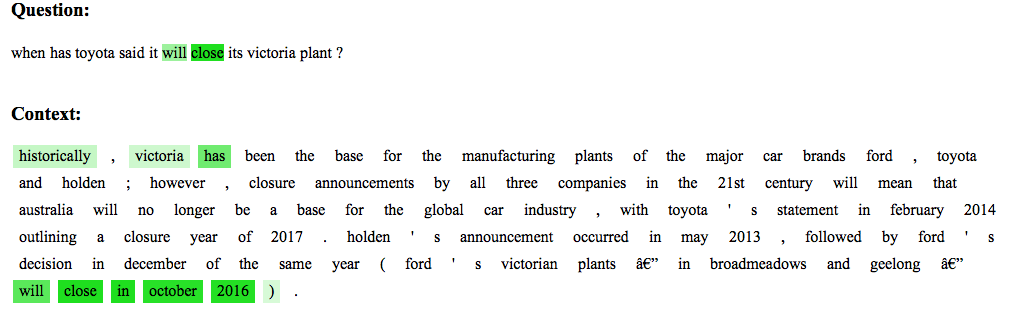 Question:
when has toyota said it will close its victoria plant ?
Context:
historically , victoria has been the base for the manufacturing plants of the major car brands ford , toyota
and holden ; however , closure announcements by all three companies in the 21st century will mean that
australia will no longer be a base for the global car industry , with toyota ' s statement in february 2014
outlining a closure year of 2017 . holden ' s announcement occurred in may 2013 , followed by ford ' s
decision in december of the same year ( ford ' s victorian plants â€” in broadmeadows and geelong â€”
will close in october 2016 ) .